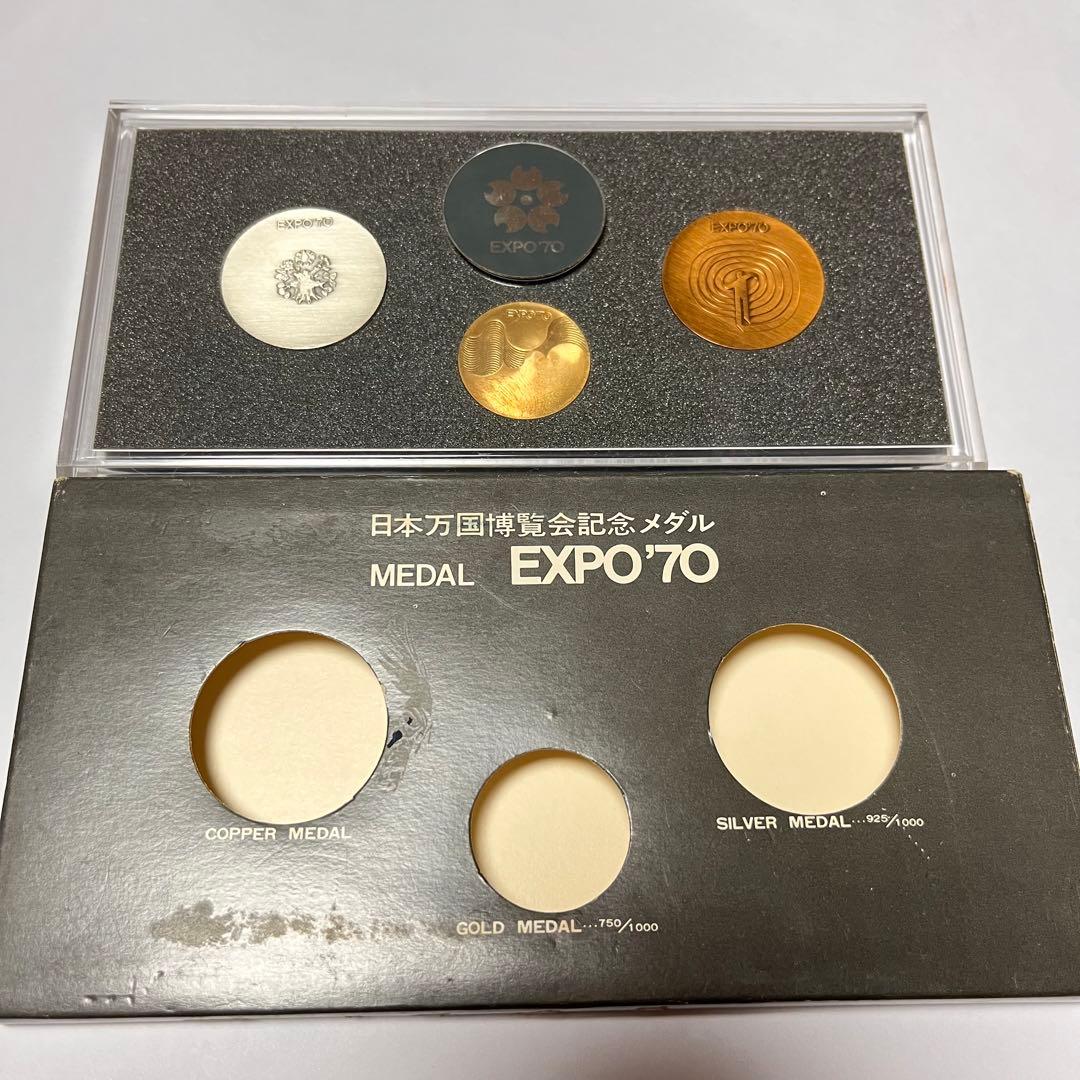 EXPO'70
EXPO'70
EXPO'70
EXPO'70
日本万国博覧会記念メダル
MEDAL EXPO'70
COPPER MEDAL
SILVER MEDAL...925/1000
GOLD MEDAL...750/1000